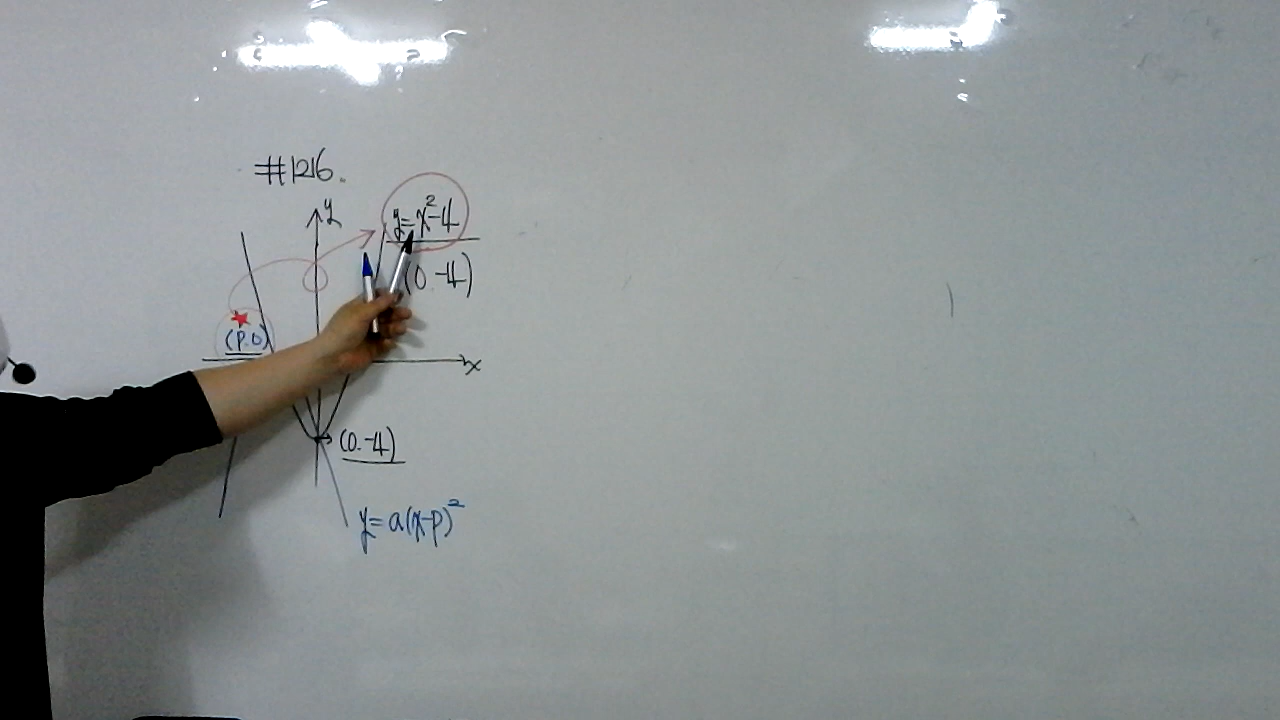 #1216.
y
y=x²-4
(0.-4)
(p.0)
x
(0.-4)
y=a(x-p)²